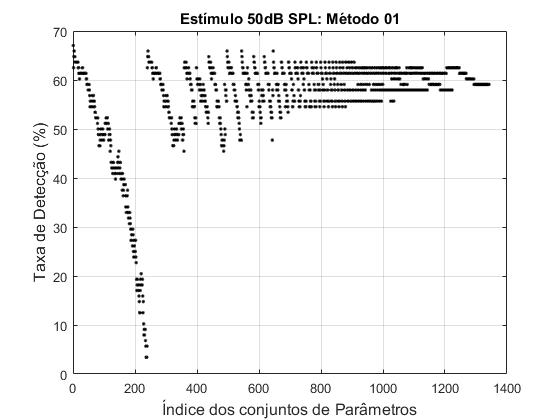 Estímulo 50dB SPL: Método 01
Taxa de Detecção (%)
70
60
50
40
30
20
10
0
0 200 400 600 800 1000 1200 1400
Índice dos conjuntos de Parâmetros